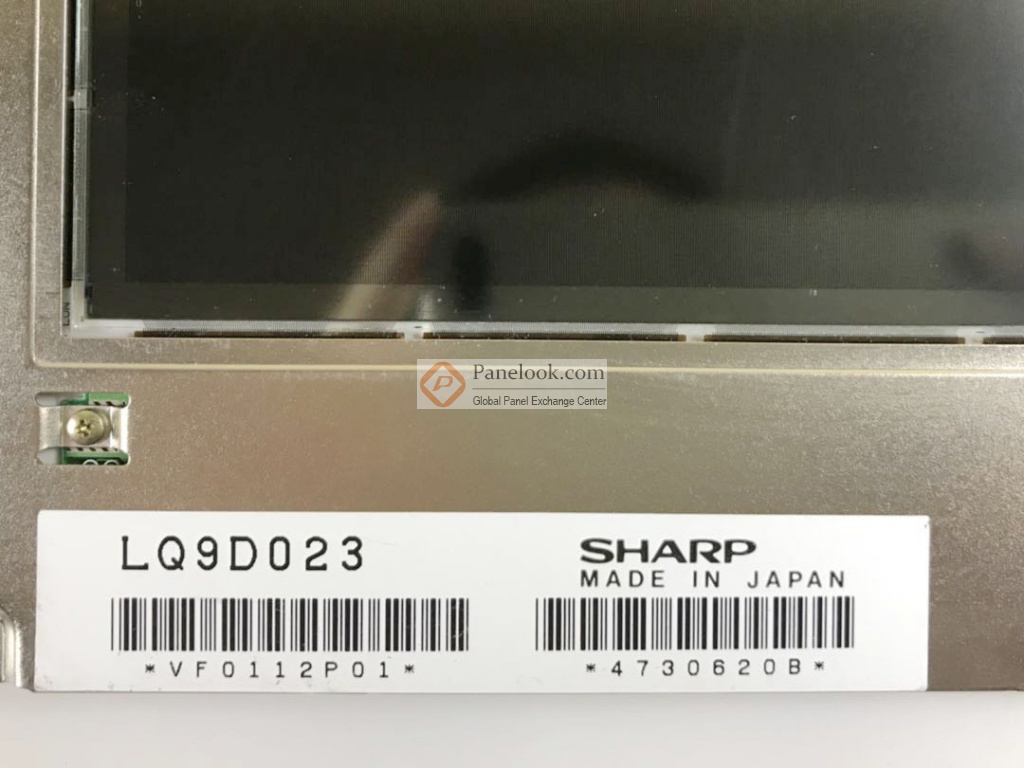 Panelook.com
Global Panel Exchange Center
LQ9D023
SHARP
MADE IN JAPAN
*VF0112P01*
*4730620B*